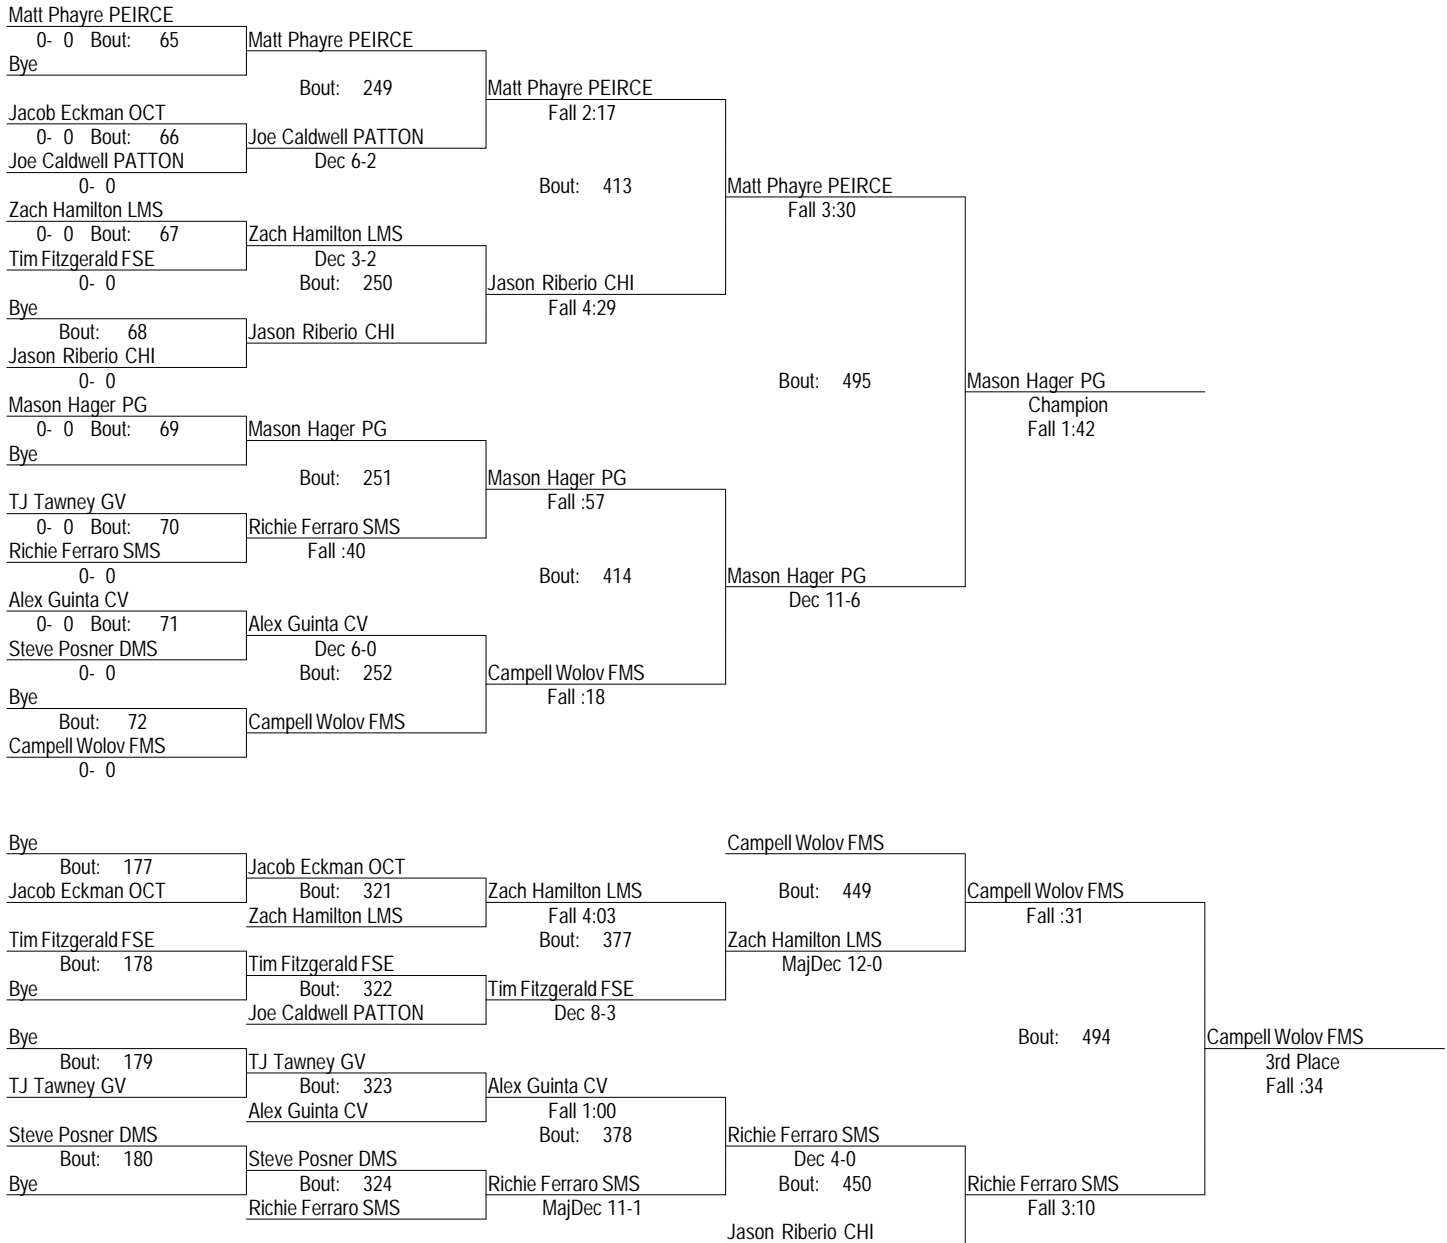 Matt Phayre PEIRCE
0- 0 Bout: 65 Matt Phayre PEIRCE
Bye
Bout: 249 Matt Phayre PEIRCE
Jacob Eckman OCT Fall 2:17
0- 0 Bout: 66 Joe Caldwell PATTON
Joe Caldwell PATTON Dec 6-2
0- 0 Bout: 413 Matt Phayre PEIRCE
Zach Hamilton LMS Fall 3:30
0- 0 Bout: 67 Zach Hamilton LMS
Tim Fitzgerald FSE Dec 3-2
0- 0 Bout: 250 Jason Riberio CHI
Bye Fall 4:29
Bout: 68 Jason Riberio CHI
Jason Riberio CHI
0- 0 Bout: 495 Mason Hager PG
Mason Hager PG Champion
0- 0 Bout: 69 Mason Hager PG Fall 1:42
Bye
Bout: 251 Mason Hager PG
TJ Tawney GV Fall :57
0- 0 Bout: 70 Richie Ferraro SMS
Richie Ferraro SMS Fall :40
0- 0 Bout: 414 Mason Hager PG
Alex Guinta CV Dec 11-6
0- 0 Bout: 71 Alex Guinta CV
Steve Posner DMS Dec 6-0
0- 0 Bout: 252 Campell Wolov FMS
Bye Fall :18
Bout: 72 Campell Wolov FMS
Campell Wolov FMS
0- 0
Bye Campell Wolov FMS
Bout: 177 Jacob Eckman OCT
Jacob Eckman OCT Bout: 321 Zach Hamilton LMS Bout: 449 Campell Wolov FMS
Zach Hamilton LMS Fall 4:03 Fall :31
Tim Fitzgerald FSE Bout: 377 Zach Hamilton LMS
Bout: 178 Tim Fitzgerald FSE MajDec 12-0
Bye Bout: 322 Tim Fitzgerald FSE
Joe Caldwell PATTON Dec 8-3
Bye Bout: 494 Campell Wolov FMS
Bout: 179 TJ Tawney GV 3rd Place
TJ Tawney GV Bout: 323 Alex Guinta CV Fall :34
Alex Guinta CV Fall 1:00
Steve Posner DMS Bout: 378 Richie Ferraro SMS
Bout: 180 Steve Posner DMS Dec 4-0
Bye Bout: 324 Richie Ferraro SMS Bout: 450 Richie Ferraro SMS
Richie Ferraro SMS MajDec 11-1 Fall 3:10
Jason Riberio CHI